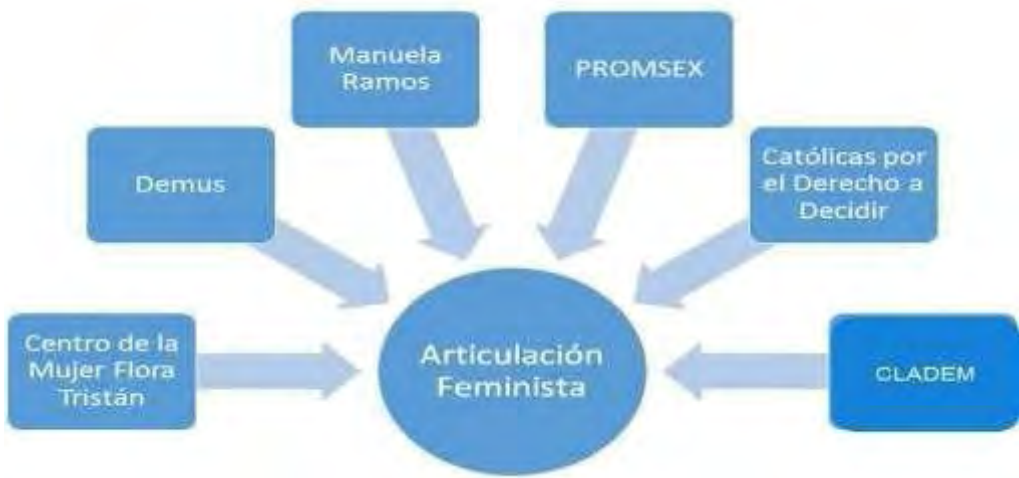 Manuela
Ramos
PROMSEX
Demus
Católicas por
el Derecho a
Decidir
Centro de la
Mujer Flora
Tristán
Articulación
Feminista
CLADEM